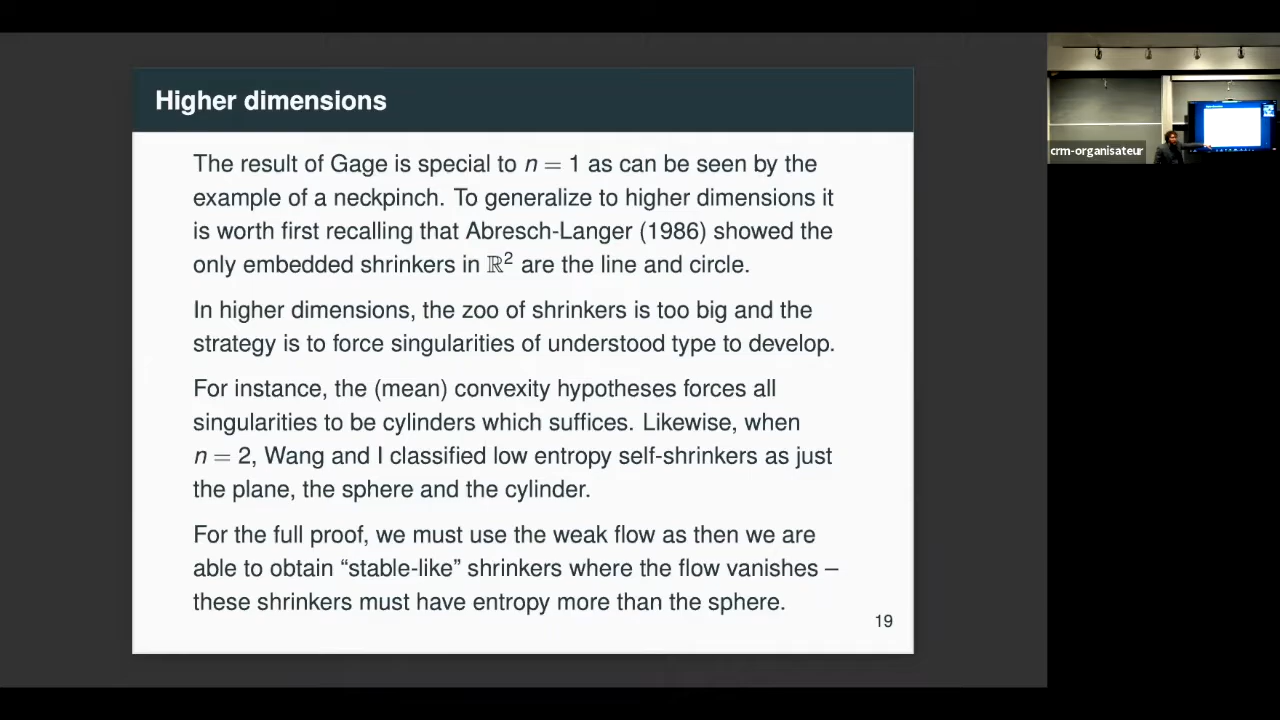 Higher dimensions
The result of Gage is special to n = 1 as can be seen by the
example of a neckpinch. To generalize to higher dimensions it
is worth first recalling that Abresch-Langer (1986) showed the
only embedded shrinkers in ℝ² are the line and circle.
In higher dimensions, the zoo of shrinkers is too big and the
strategy is to force singularities of understood type to develop.
For instance, the (mean) convexity hypotheses forces all
singularities to be cylinders which suffices. Likewise, when
n = 2, Wang and I classified low entropy self-shrinkers as just
the plane, the sphere and the cylinder.
For the full proof, we must use the weak flow as then we are
able to obtain “stable-like” shrinkers where the flow vanishes –
these shrinkers must have entropy more than the sphere.
19
crm-organisateur